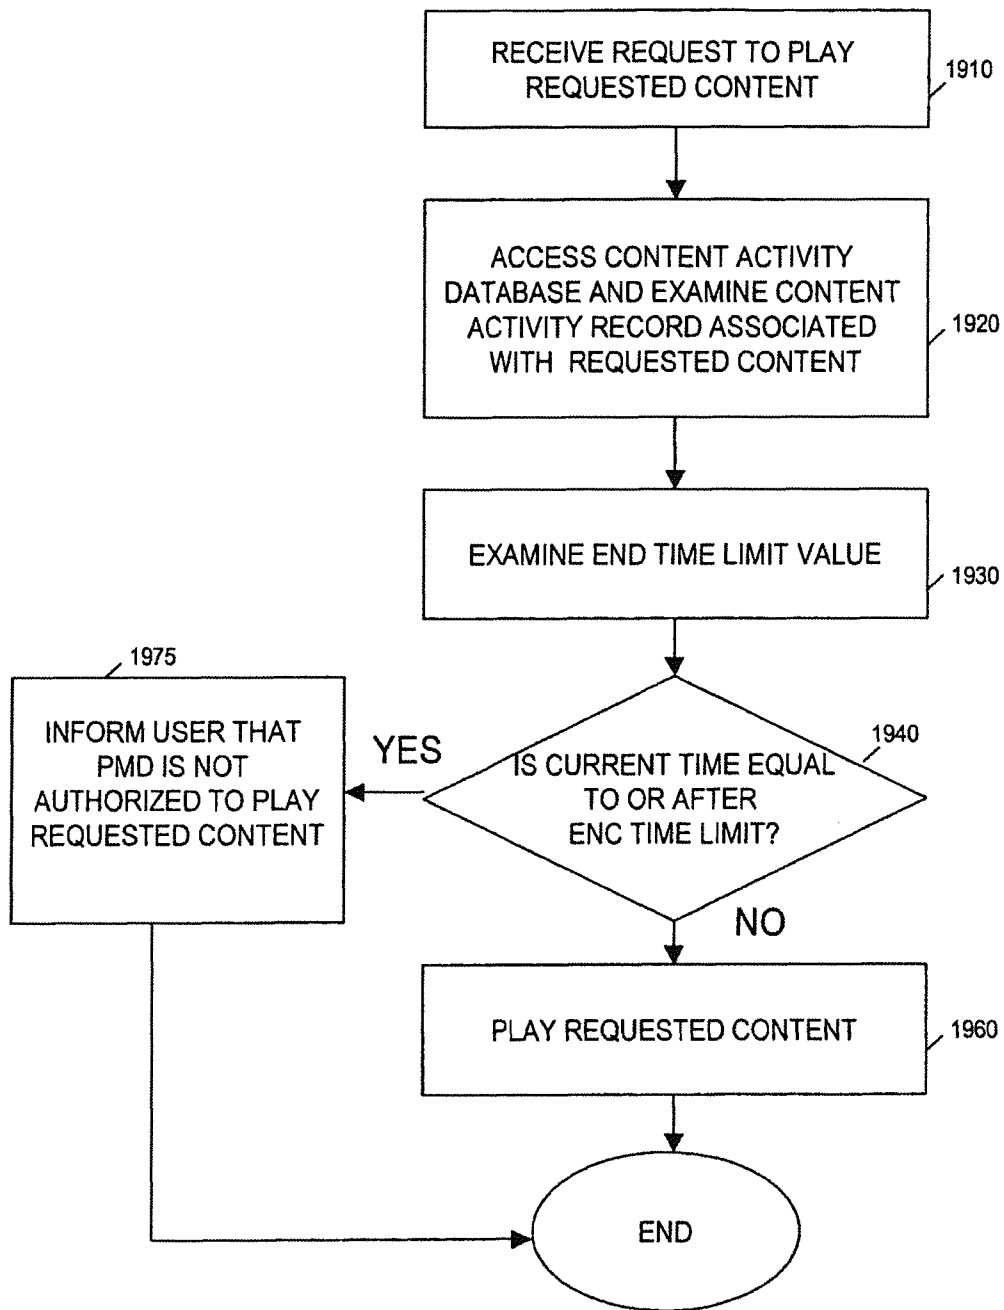 RECEIVE REQUEST TO PLAY
REQUESTED CONTENT
1910
ACCESS CONTENT ACTIVITY
DATABASE AND EXAMINE CONTENT
ACTIVITY RECORD ASSOCIATED
WITH REQUESTED CONTENT
1920
EXAMINE END TIME LIMIT VALUE
1930
1975
INFORM USER THAT
PMD IS NOT
AUTHORIZED TO PLAY
REQUESTED CONTENT
YES
1940
IS CURRENT TIME EQUAL
TO OR AFTER
ENC TIME LIMIT?
NO
PLAY REQUESTED CONTENT
1960
END